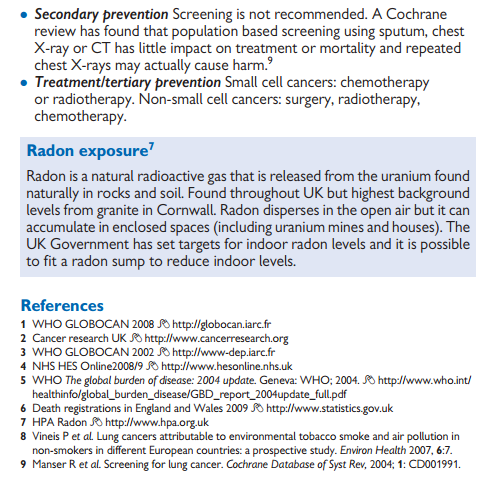 • Secondary prevention Screening is not recommended. A Cochrane
review has found that population based screening using sputum, chest
X-ray or CT has little impact on treatment or mortality and repeated
chest X-rays may actually cause harm.9
• Treatment/tertiary prevention Small cell cancers: chemotherapy
or radiotherapy. Non-small cell cancers: surgery, radiotherapy,
chemotherapy.
Radon exposure7
Radon is a natural radioactive gas that is released from the uranium found
naturally in rocks and soil. Found throughout UK but highest background
levels from granite in Cornwall. Radon disperses in the open air but it can
accumulate in enclosed spaces (including uranium mines and houses). The
UK Government has set targets for indoor radon levels and it is possible
to fit a radon sump to reduce indoor levels.
References
1 WHO GLOBOCAN 2008 http://globocan.iarc.fr
2 Cancer research UK http://www.cancerresearch.org
3 WHO GLOBOCAN 2002 http://www-dep.iarc.fr
4 NHS HES Online2008/9 http://www.hesonline.nhs.uk
5 WHO The global burden of disease: 2004 update. Geneva: WHO; 2004. http://www.who.int/
healthinfo/global_burden_disease/GBD_report_2004update_full.pdf
6 Death registrations in England and Wales 2009 http://www.statistics.gov.uk
7 HPA Radon http://www.hpa.org.uk
8 Vineis P et al. Lung cancers attributable to environmental tobacco smoke and air pollution in
non-smokers in different European countries: a prospective study. Environ Health 2007, 6:7.
9 Manser R et al. Screening for lung cancer. Cochrane Database of Syst Rev, 2004; 1: CD001991.